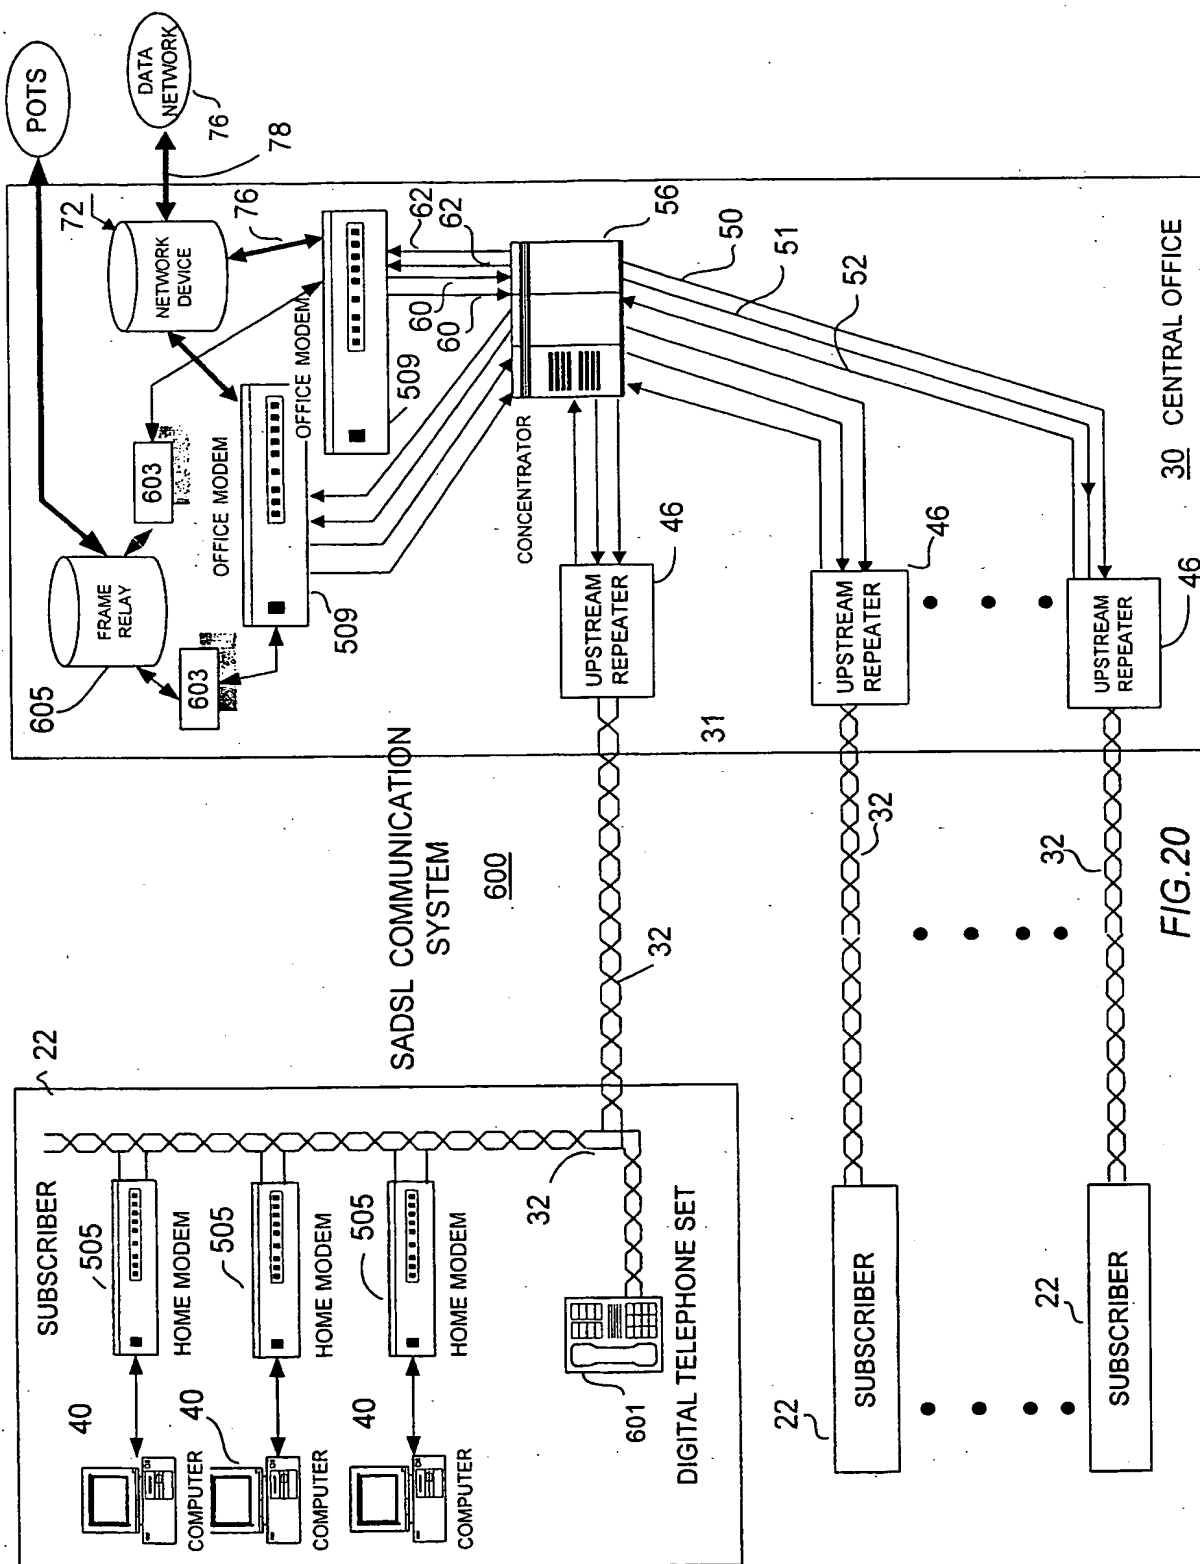 SUBSCRIBER
22
505
HOME MODEM
40
COMPUTER
505
HOME MODEM
40
COMPUTER
505
HOME MODEM
40
COMPUTER
32
601
DIGITAL TELEPHONE SET
SADSL COMMUNICATION
SYSTEM
600
32
22
SUBSCRIBER
32
22
SUBSCRIBER
32
605
FRAME
RELAY
603
603
POTS
DATA
NETWORK
76
78
72
NETWORK
DEVICE
76
OFFICE MODEM
509
OFFICE MODEM
509
62
62
60
60
CONCENTRATOR
56
50
51
52
UPSTREAM
REPEATER
46
31
UPSTREAM
REPEATER
46
UPSTREAM
REPEATER
46
30 CENTRAL OFFICE
FIG.20